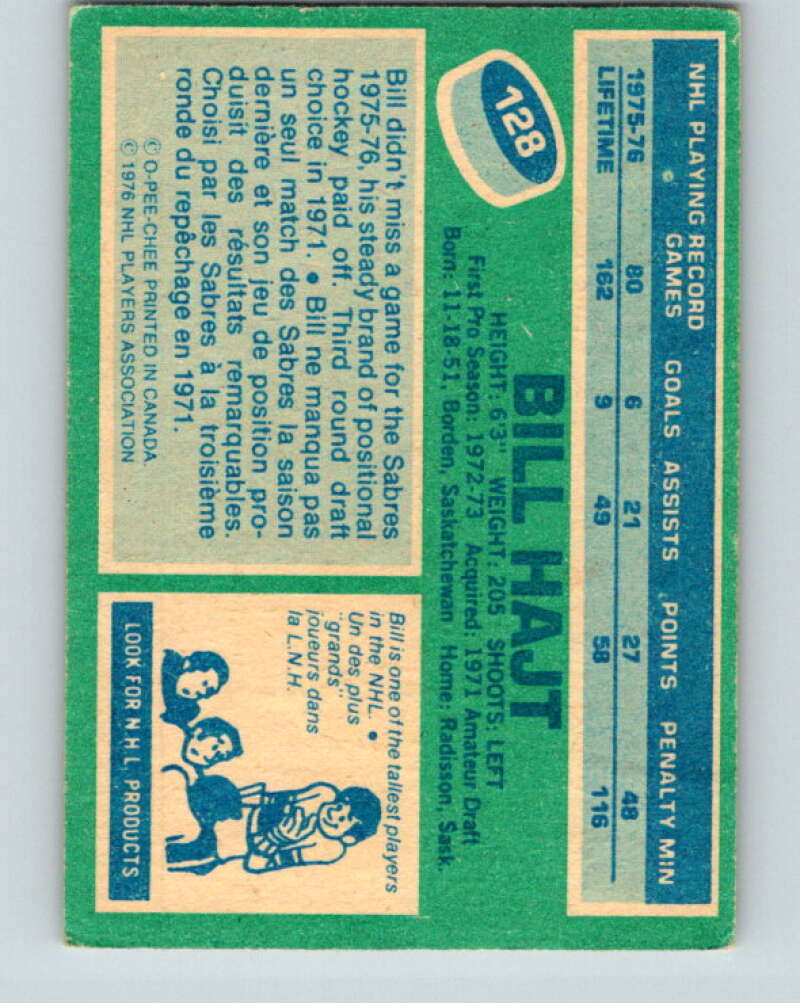 NHL PLAYING RECORD
GAMES GOALS ASSISTS POINTS PENALTY MIN
1975-76 80 6 21 27 48
LIFETIME 162 9 49 58 116
128
BILL HAJT
HEIGHT: 6'3" WEIGHT: 205 SHOOTS: LEFT
First Pro Season: 1972-73 Acquired: 1971 Amateur Draft
Born: 11-18-51, Borden, Saskatchewan Home: Radisson, Sask.
Bill didn't miss a game for the Sabres
1975-76, his steady brand of positional
hockey paid off. Third round draft
choice in 1971. • Bill ne manqua pas
un seul match des Sabres la saison
dernière et son jeu de position pro-
duisit des résultats remarquables.
Choisi par les Sabres à la troisième
ronde du repêchage en 1971.
© O-PEE-CHEE PRINTED IN CANADA.
© 1976 NHL PLAYERS ASSOCIATION
Bill is one of the tallest players
in the NHL. •
Un des plus
"grands"
joueurs dans
la L.N.H.
LOOK FOR N.H.L. PRODUCTS